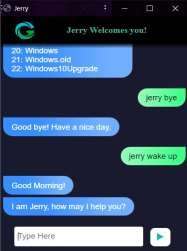 Jerry
Jerry Welcomes you!
20: Windows
21: Windows.old
22: Windows10Upgrade
jerry bye
Good bye! Have a nice day.
jerry wake up
Good Morning!
I am Jerry, how may I help you?
Type Here